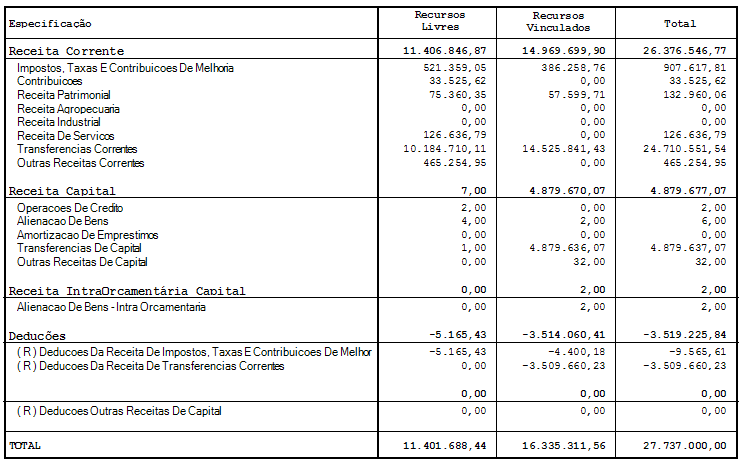 Especificação Recursos Livres Recursos Vinculados Total
Receita Corrente 11.406.846,87 14.969.699,90 26.376.546,77
Impostos, Taxas E Contribuicoes De Melhoria 521.359,05 386.258,76 907.617,81
Contribuicoes 33.525,62 0,00 33.525,62
Receita Patrimonial 75.360,35 57.599,71 132.960,06
Receita Agropecuaria 0,00 0,00 0,00
Receita Industrial 0,00 0,00 0,00
Receita De Servicos 126.636,79 0,00 126.636,79
Transferências Correntes 10.184.710,11 14.525.841,43 24.710.551,54
Outras Receitas Correntes 465.254,95 0,00 465.254,95
Receita Capital 7,00 4.879.670,07 4.879.677,07
Operacoes De Credito 2,00 0,00 2,00
Alienacao De Bens 4,00 2,00 6,00
Amortizacao De Emprestimos 0,00 0,00 0,00
Transferências De Capital 1,00 4.879.636,07 4.879.637,07
Outras Receitas De Capital 0,00 32,00 32,00
Receita IntraOrcamentária Capital 0,00 2,00 2,00
Alienacao De Bens - Intra Orcamentaria 0,00 2,00 2,00
Deducões -5.165,43 -3.514.060,41 -3.519.225,84
( R ) Deducoes Da Receita De Impostos, Taxas E Contribuicoes De Melhor -5.165,43 -4.400,18 -9.565,61
( R ) Deducoes Da Receita De Transferencias Correntes 0,00 -3.509.660,23 -3.509.660,23
0,00 0,00 0,00
( R ) Deducoes Outras Receitas De Capital 0,00 0,00 0,00
TOTAL 11.401.688,44 16.335.311,56 27.737.000,00